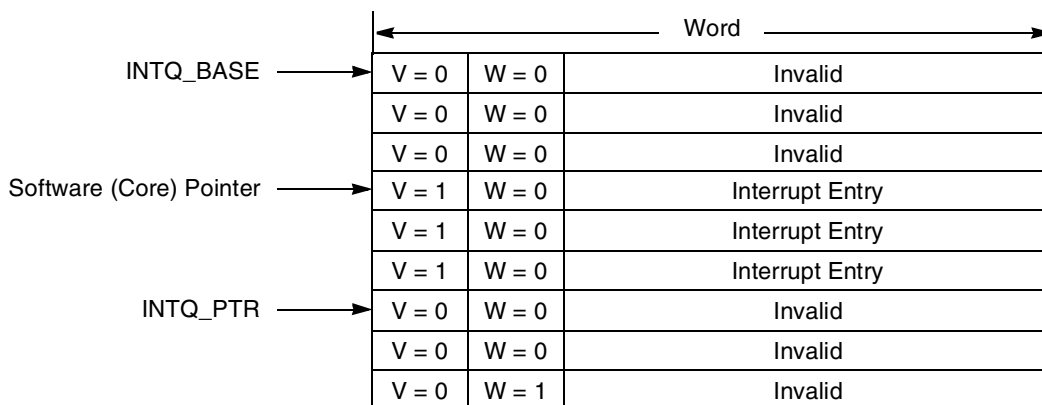 Word
INTQ_BASE V = 0 W = 0 Invalid
V = 0 W = 0 Invalid
V = 0 W = 0 Invalid
Software (Core) Pointer V = 1 W = 0 Interrupt Entry
V = 1 W = 0 Interrupt Entry
V = 1 W = 0 Interrupt Entry
INTQ_PTR V = 0 W = 0 Invalid
V = 0 W = 0 Invalid
V = 0 W = 1 Invalid